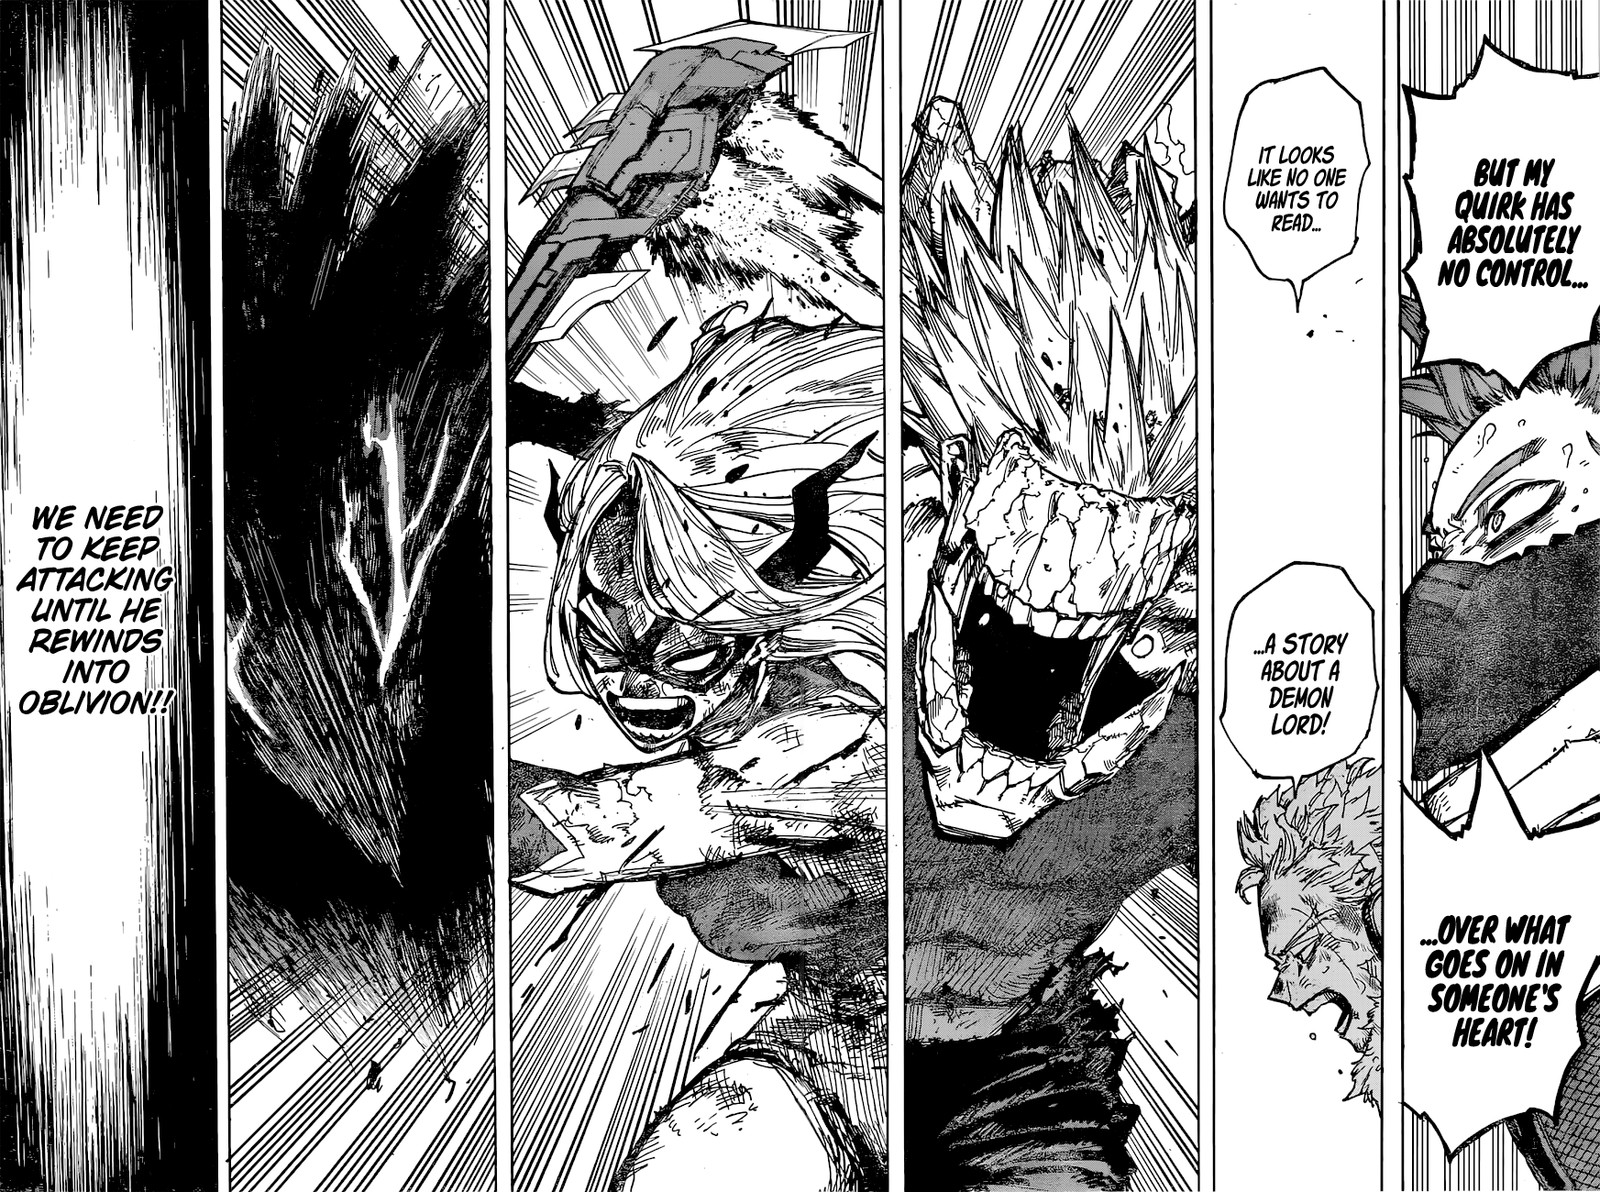 BUT MY
QUIRK HAS
ABSOLUTELY
NO CONTROL...
...OVER WHAT
GOES ON IN
SOMEONE'S
HEART!
IT LOOKS
LIKE NO ONE
WANTS TO
READ...
...A STORY
ABOUT A
DEMON
LORD!
WE NEED
TO KEEP
ATTACKING
UNTIL HE
REWINDS
INTO
OBLIVION!!